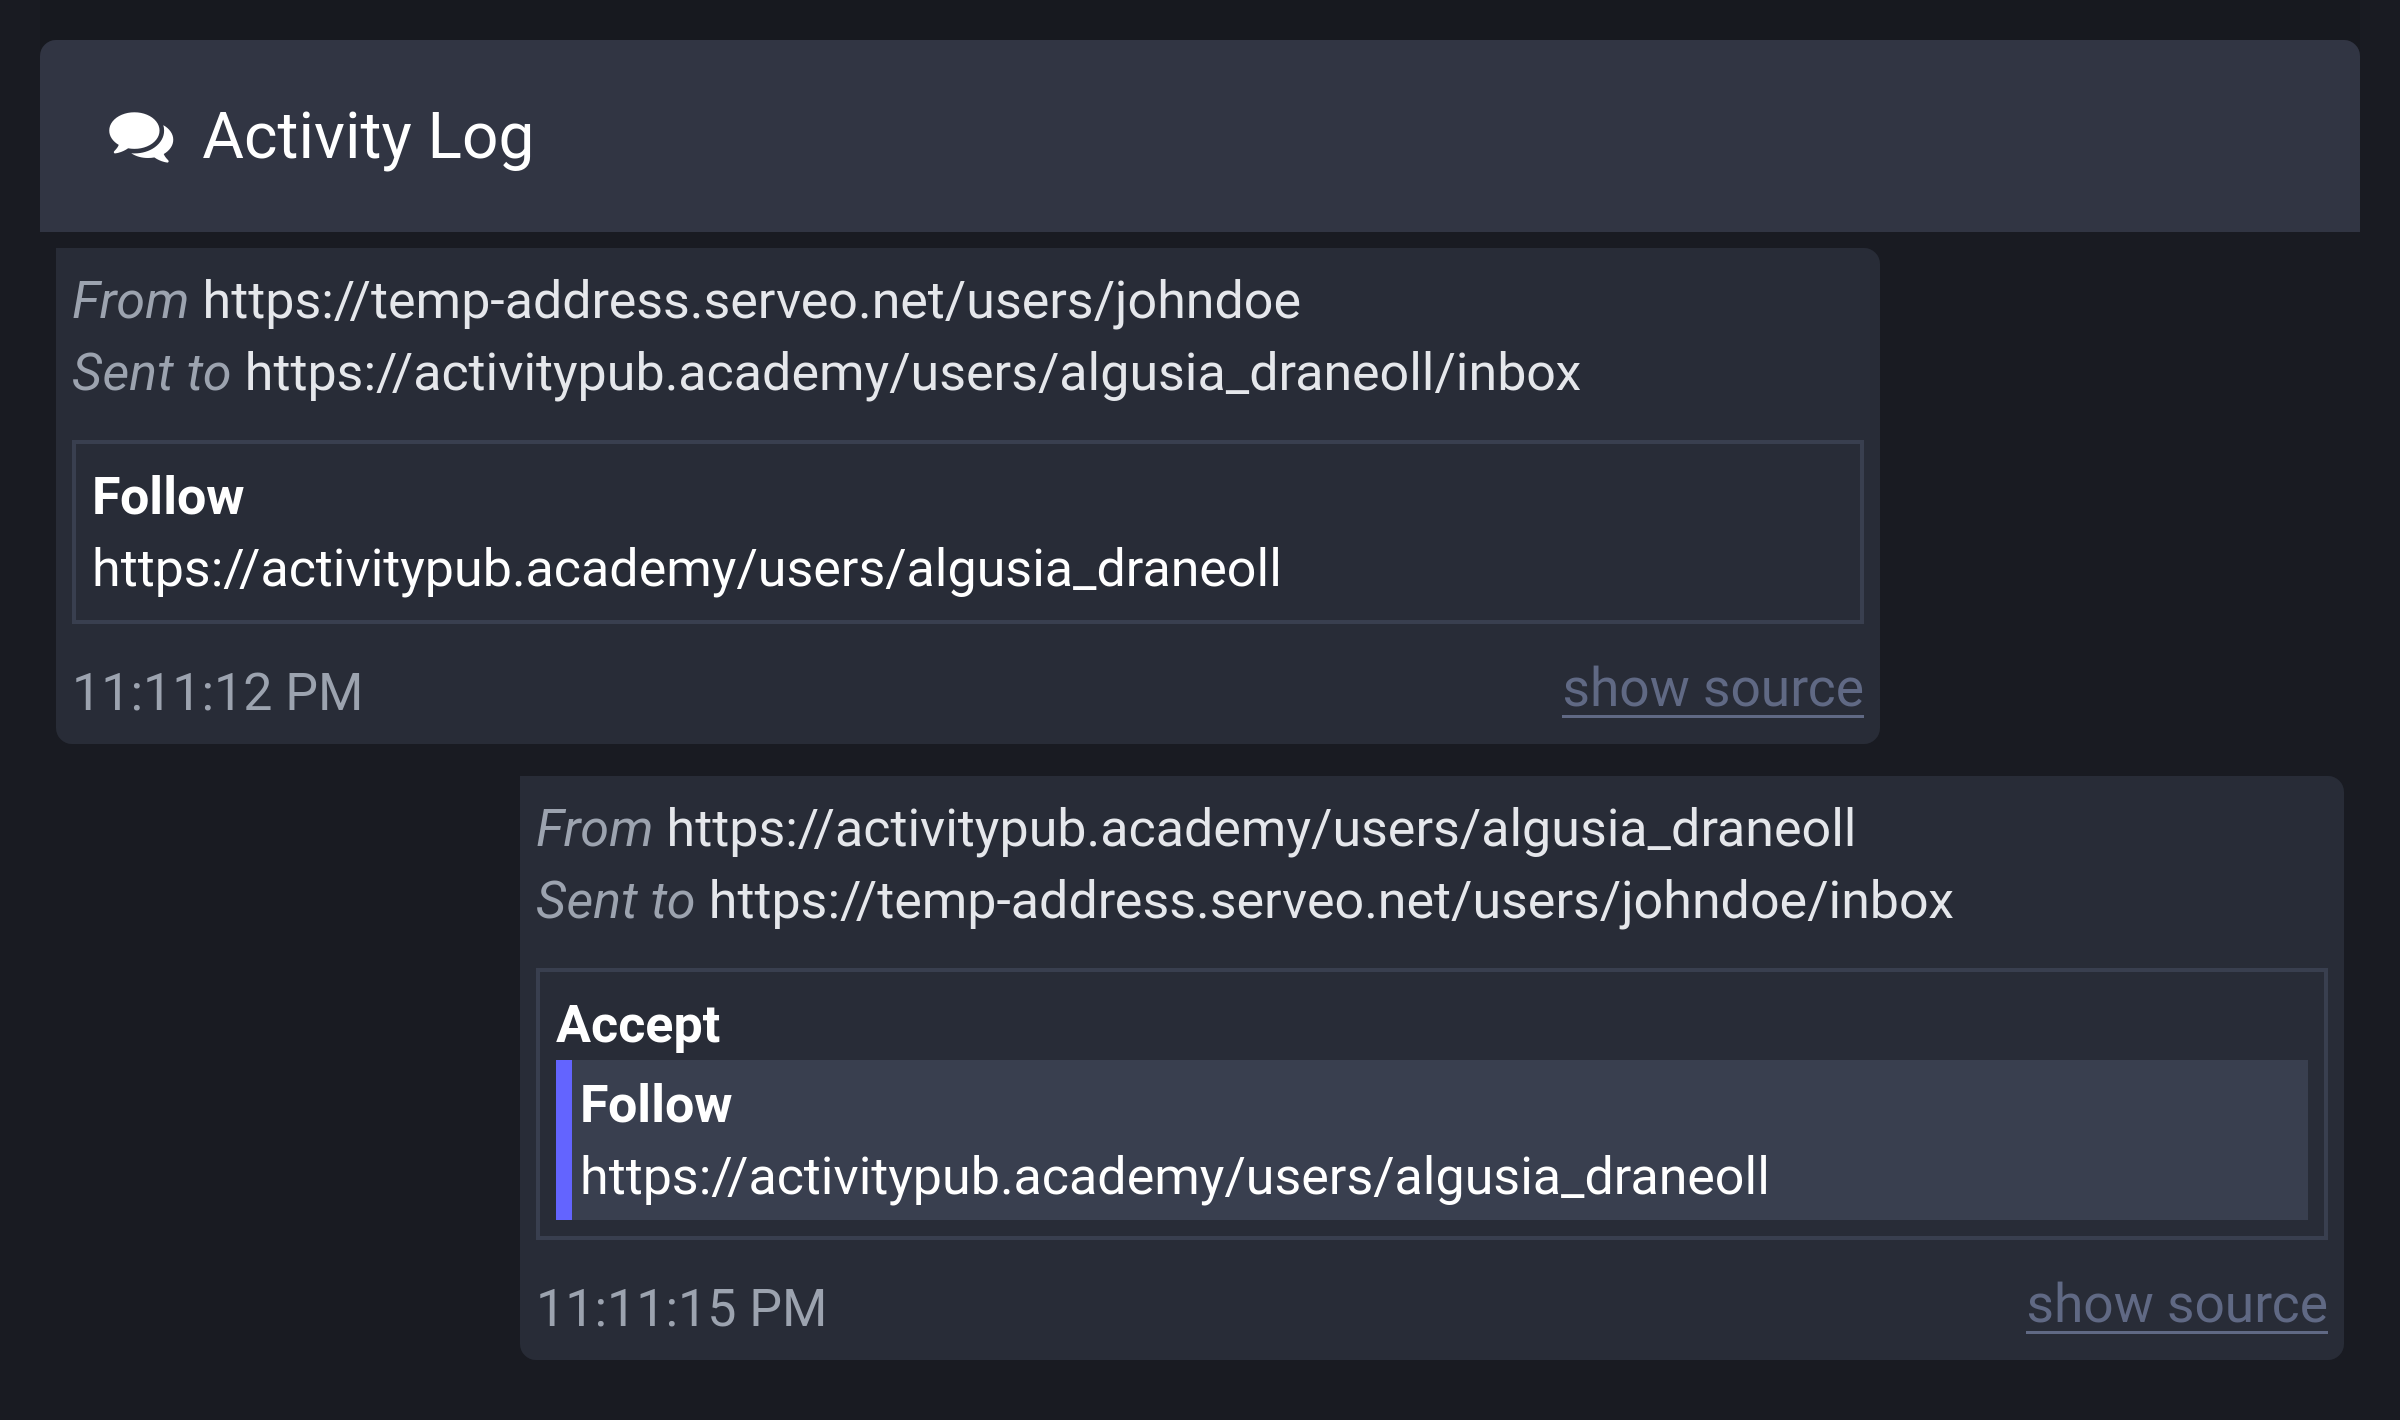 Activity Log
From https://temp-address.serveo.net/users/johndoe
Sent to https://activitypub.academy/users/algusia_draneoll/inbox
Follow
https://activitypub.academy/users/algusia_draneoll
11:11:12 PM show source
From https://activitypub.academy/users/algusia_draneoll
Sent to https://temp-address.serveo.net/users/johndoe/inbox
Accept
Follow
https://activitypub.academy/users/algusia_draneoll
11:11:15 PM show source